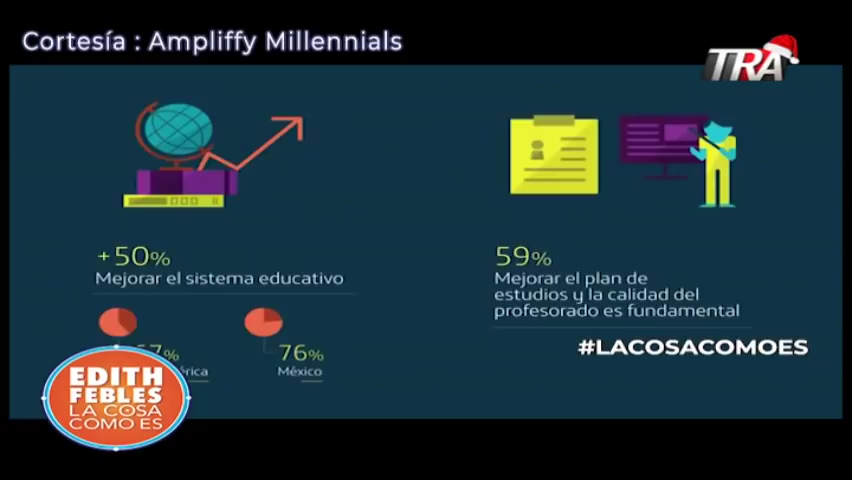 Cortesía : Ampliffy Millennials
TRA
+50%
Mejorar el sistema educativo
59%
Mejorar el plan de
estudios y la calidad del
profesorado es fundamental
76%
México
#LACOSACOMOES
EDITH
FEBLES
LA COSA
COMO ES